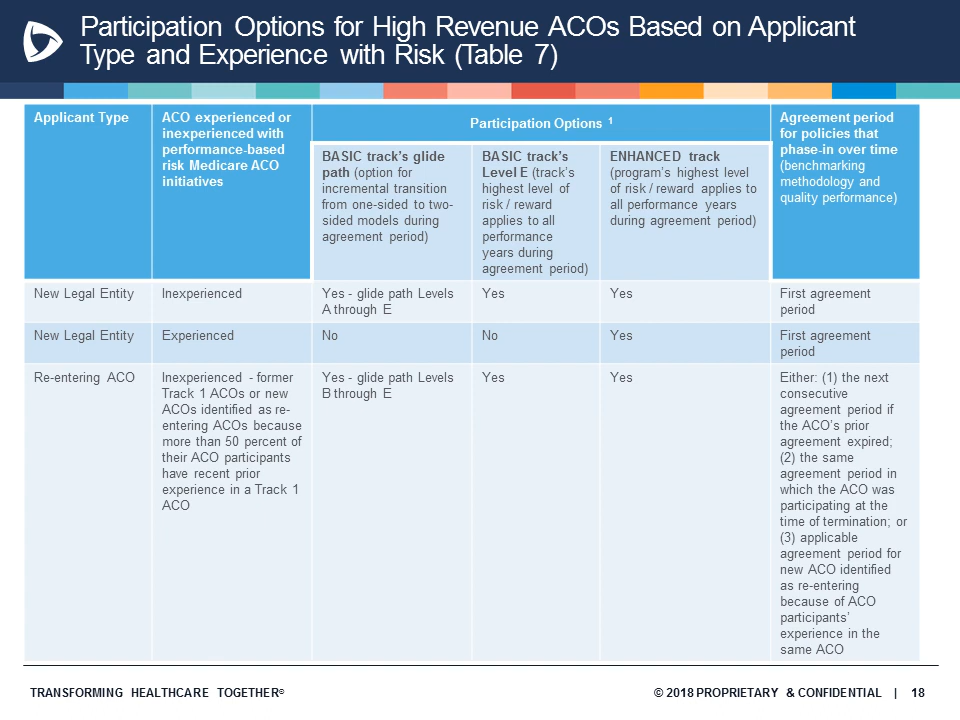 Participation Options for High Revenue ACOs Based on Applicant
Type and Experience with Risk (Table 7)
Applicant Type
ACO experienced or
inexperienced with
performance-based
risk Medicare ACO
initiatives
Participation Options 1
BASIC track's glide
path (option for
incremental transition
from one-sided to two-
sided models during
agreement period)
BASIC track's
Level E (track's
highest level of
risk / reward
applies to all
performance
years during
agreement period)
ENHANCED track
(program's highest level
of risk / reward applies to
all performance years
during agreement period)
Agreement period
for policies that
phase-in over time
(benchmarking
methodology and
quality performance)
New Legal Entity
Inexperienced
Yes - glide path Levels
A through E
Yes
Yes
First agreement
period
New Legal Entity
Experienced
No
No
Yes
First agreement
period
Re-entering ACO
Inexperienced - former
Track 1 ACOs or new
ACOs identified as re-
entering ACOs because
more than 50 percent of
their ACO participants
have recent prior
experience in a Track 1
ACO
Yes - glide path Levels
B through E
Yes
Yes
Either: (1) the next
consecutive
agreement period if
the ACO's prior
agreement expired;
(2) the same
agreement period in
which the ACO was
participating at the
time of termination; or
(3) applicable
agreement period for
new ACO identified
as re-entering
because of ACO
participants'
experience in the
same ACO
TRANSFORMING HEALTHCARE TOGETHER®
© 2018 PROPRIETARY & CONFIDENTIAL | 18